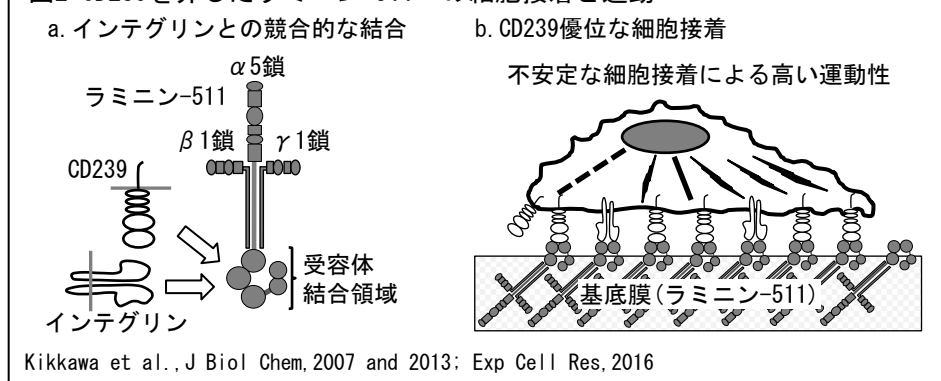 a.インテグリンとの競合的な結合
b.CD239優位な細胞接着
α5鎖
ラミニン-511
β1鎖
γ1鎖
CD239
インテグリン
受容体
結合領域
不安定な細胞接着による高い運動性
基底膜(ラミニン-511)
Kikkawa et al.,J Biol Chem,2007 and 2013; Exp Cell Res,2016